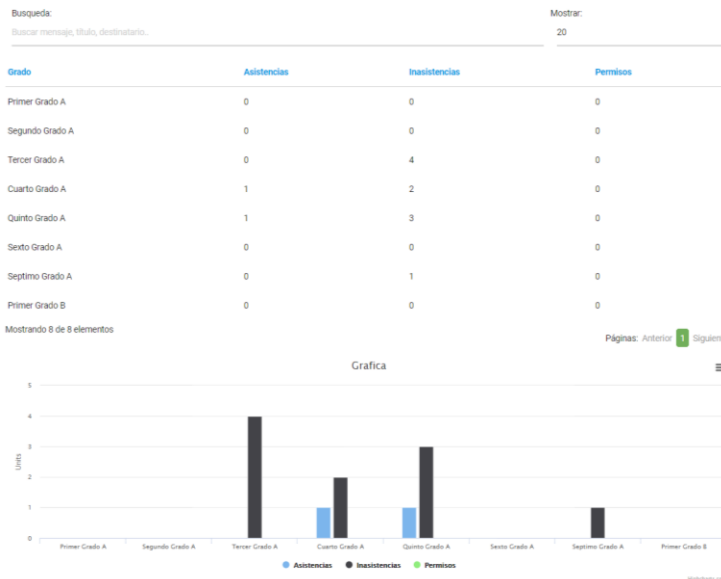 Busqueda: Mostrar:
Buscar mensaje, título, destinatario.. 20
Grado Asistencias Inasistencias Permisos
Primer Grado A 0 0 0
Segundo Grado A 0 0 0
Tercer Grado A 0 4 0
Cuarto Grado A 1 2 0
Quinto Grado A 1 3 0
Sexto Grado A 0 0 0
Septimo Grado A 0 1 0
Primer Grado B 0 0 0
Mostrando 8 de 8 elementos
Páginas: Anterior 1 Siguien
Grafica
5
4
3
2
1
0
Units
Primer Grado A Segundo Grado A Tercer Grado A Cuarto Grado A Quinto Grado A Sexto Grado A Septimo Grado A Primer Grado B
Asistencias Inasistencias Permisos